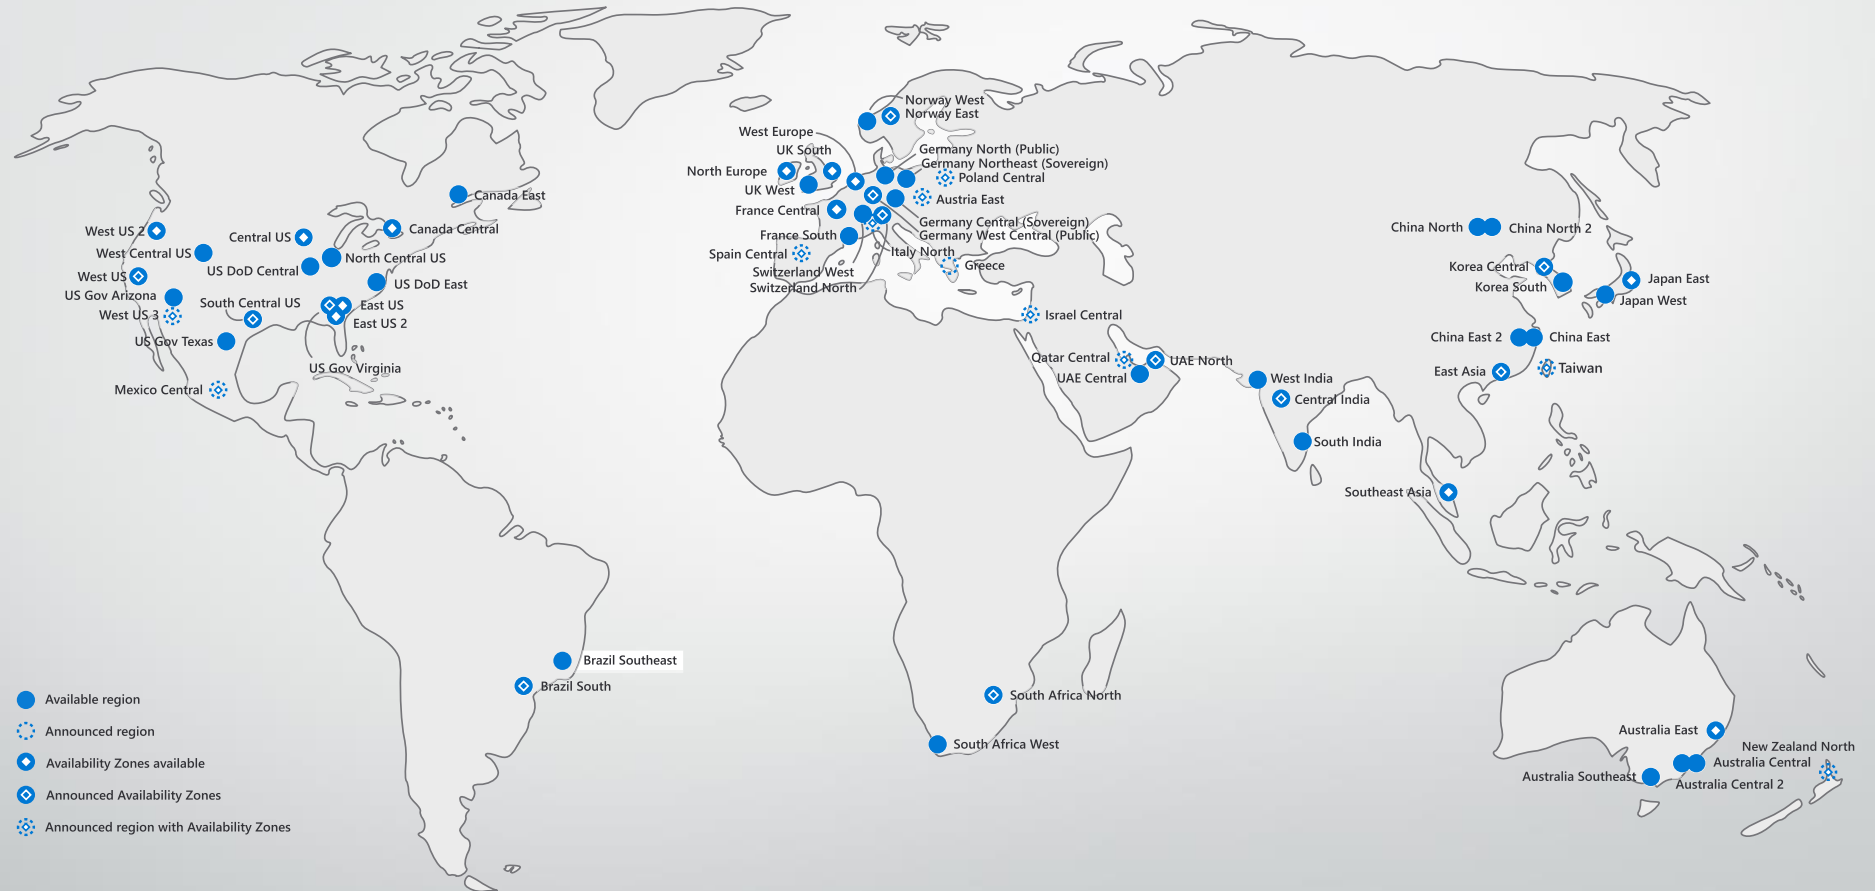 Norway West
Norway East
West Europe
UK South
Germany North (Public)
Germany Northeast (Sovereign)
North Europe
Poland Central
UK West
Austria East
France Central
Germany Central (Sovereign)
France South
Germany West Central (Public)
Spain Central
Italy North
Greece
Switzerland West
Switzerland North
Israel Central
Canada East
West US 2
Central US
Canada Central
West Central US
North Central US
US DoD Central
West US
US DoD East
US Gov Arizona
South Central US
East US
West US 3
East US 2
US Gov Texas
US Gov Virginia
Mexico Central
Qatar Central
UAE North
UAE Central
West India
Central India
South India
China North
China North 2
Korea Central
Korea South
Japan East
Japan West
China East 2
China East
East Asia
Taiwan
Southeast Asia
Brazil Southeast
Brazil South
South Africa North
South Africa West
Australia East
New Zealand North
Australia Central
Australia Southeast
Australia Central 2
Available region
Announced region
Availability Zones available
Announced Availability Zones
Announced region with Availability Zones